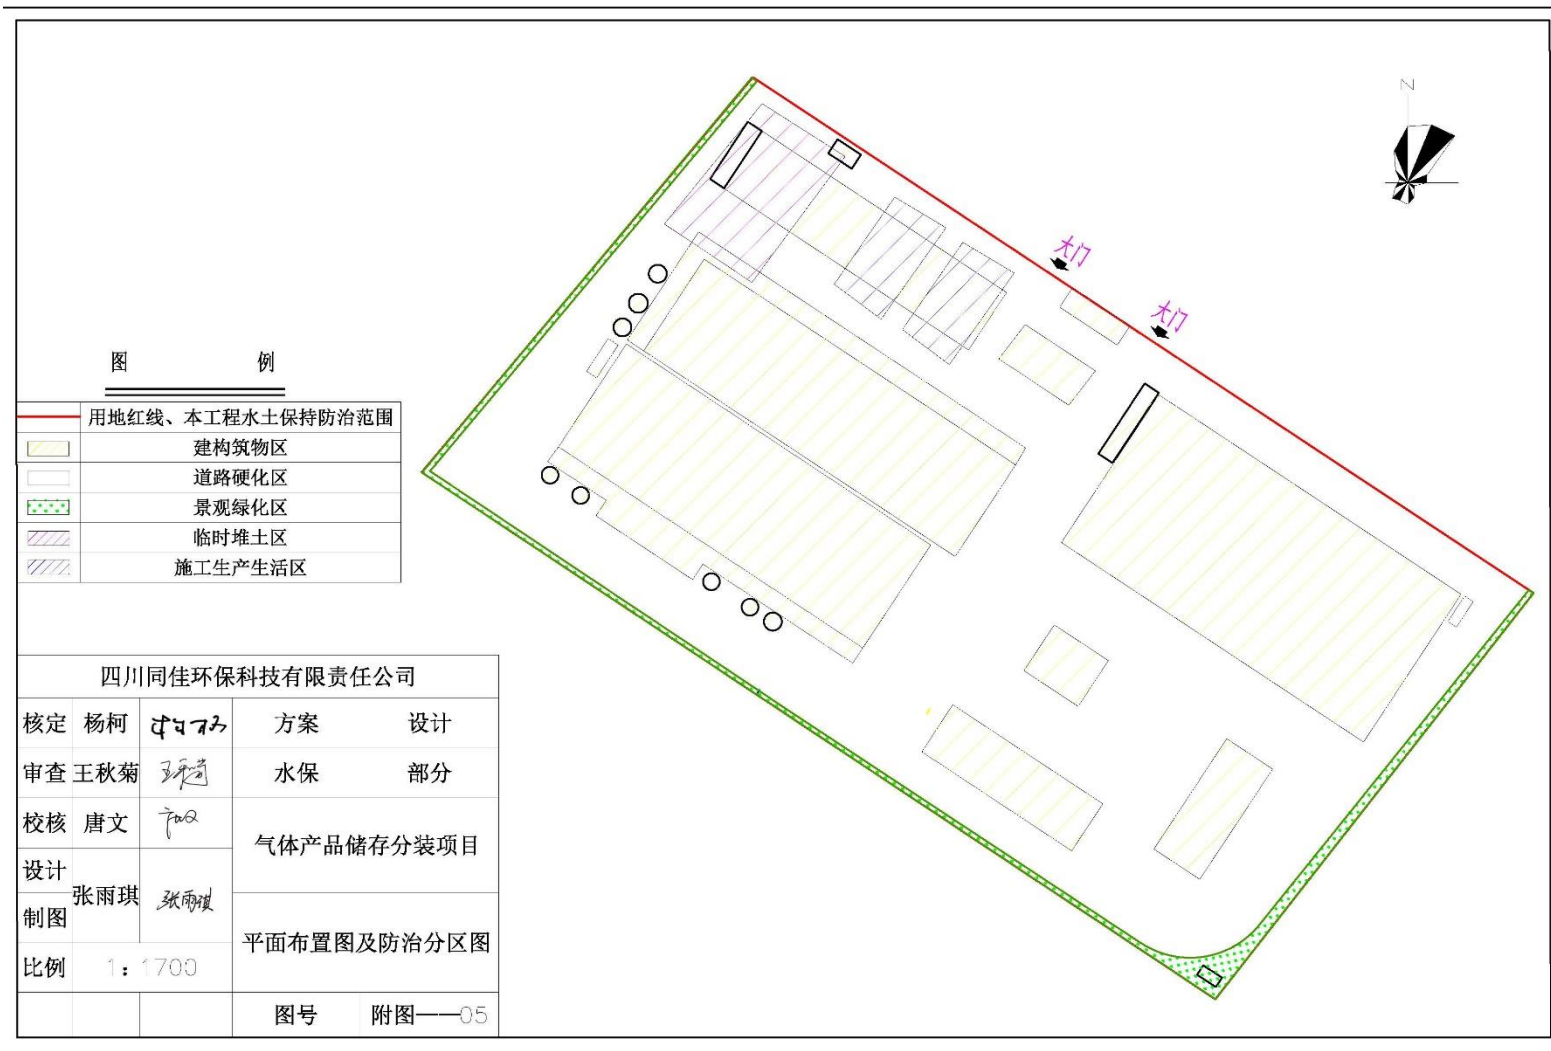 N
大门
大门
图 例
用地红线、本工程水土保持防治范围
建构筑物区
道路硬化区
景观绿化区
临时堆土区
施工生产生活区
四川同佳环保科技有限责任公司
核定 杨柯 方案 设计
审查 王秋菊 王秋菊 水保 部分
校核 唐文
气体产品储存分装项目
设计
张雨琪 张雨琪
制图
平面布置图及防治分区图
比例 1:1700
图号 附图——05